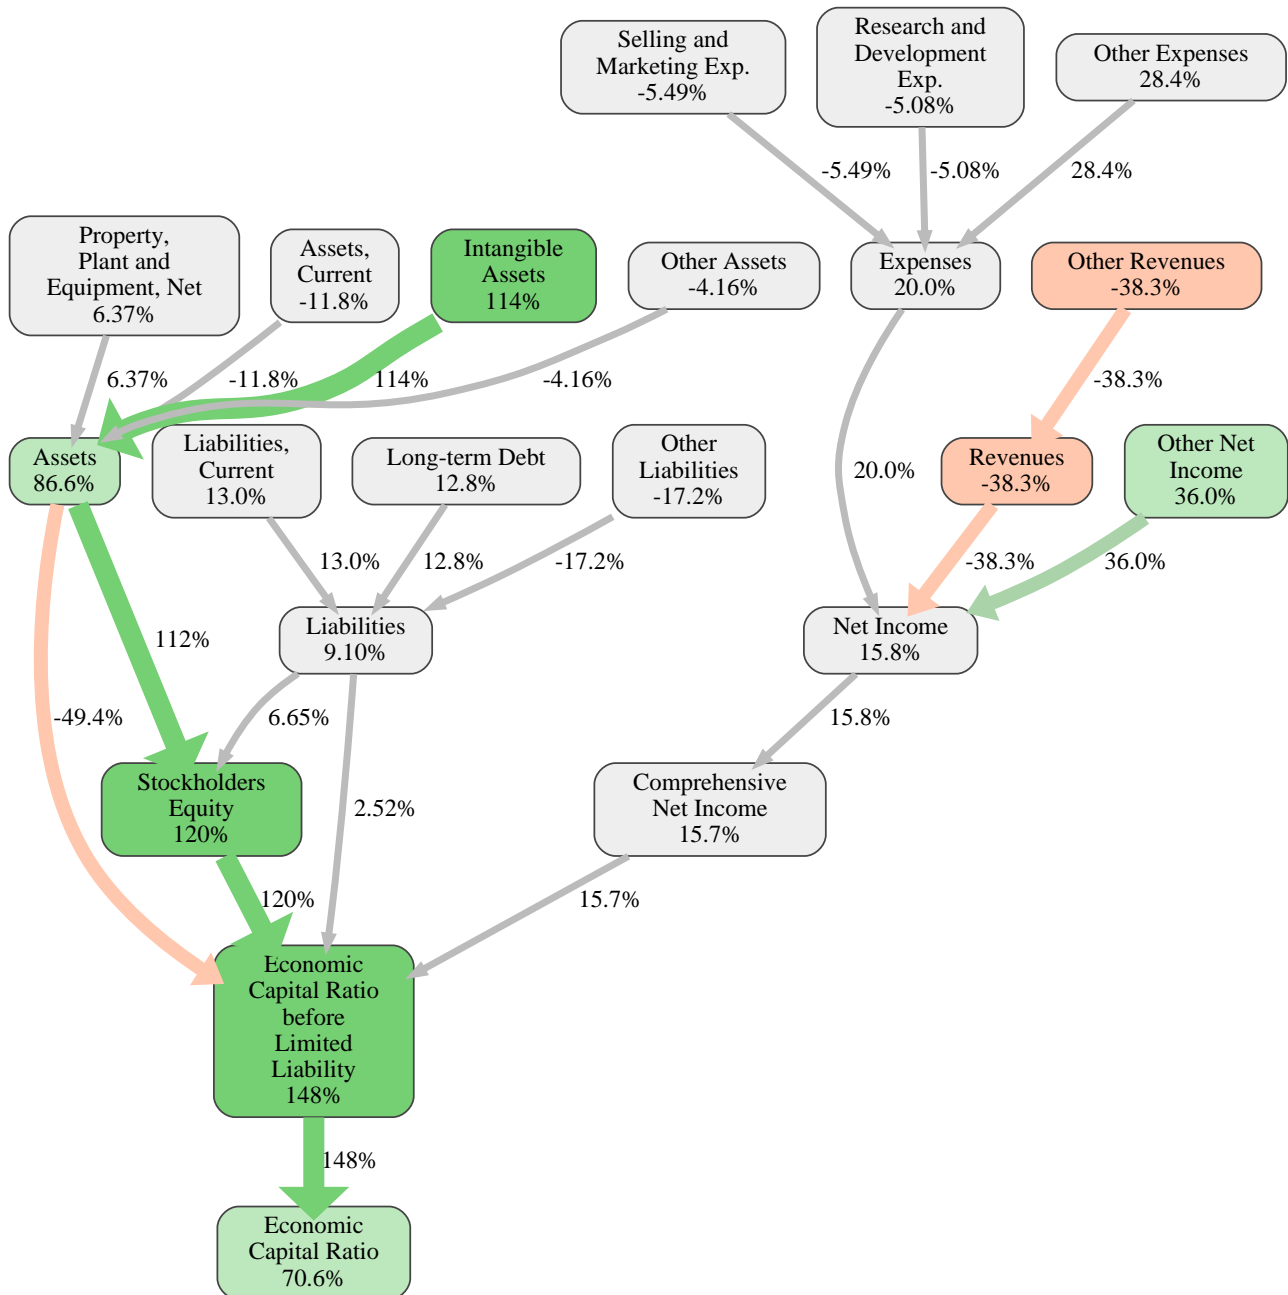 Selling and
Marketing Exp.
-5.49%
Research and
Development
Exp.
-5.08%
Other Expenses
28.4%
-5.49%
-5.08%
28.4%
Property,
Plant and
Equipment, Net
6.37%
Assets,
Current
-11.8%
Intangible
Assets
114%
Other Assets
-4.16%
Expenses
20.0%
Other Revenues
-38.3%
6.37%
-11.8%
114%
-4.16%
-38.3%
Assets
86.6%
Liabilities,
Current
13.0%
Long-term Debt
12.8%
Other
Liabilities
-17.2%
20.0%
Revenues
-38.3%
Other Net
Income
36.0%
13.0%
12.8%
-17.2%
-38.3%
36.0%
112%
Liabilities
9.10%
Net Income
15.8%
-49.4%
6.65%
15.8%
Stockholders
Equity
120%
2.52%
Comprehensive
Net Income
15.7%
120%
15.7%
Economic
Capital Ratio
before
Limited
Liability
148%
148%
Economic
Capital Ratio
70.6%